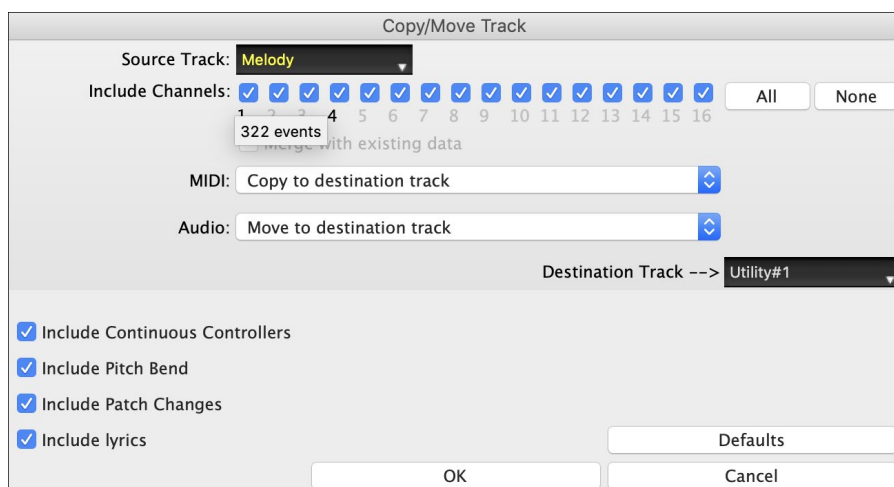 Copy/Move Track
Source Track: Melody
Include Channels: All None
1 4 5 6 7 8 9 10 11 12 13 14 15 16
322 events
Merge with existing data
MIDI: Copy to destination track
Audio: Move to destination track
Destination Track --> Utility#1
Include Continuous Controllers
Include Pitch Bend
Include Patch Changes
Include lyrics
Defaults
OK Cancel